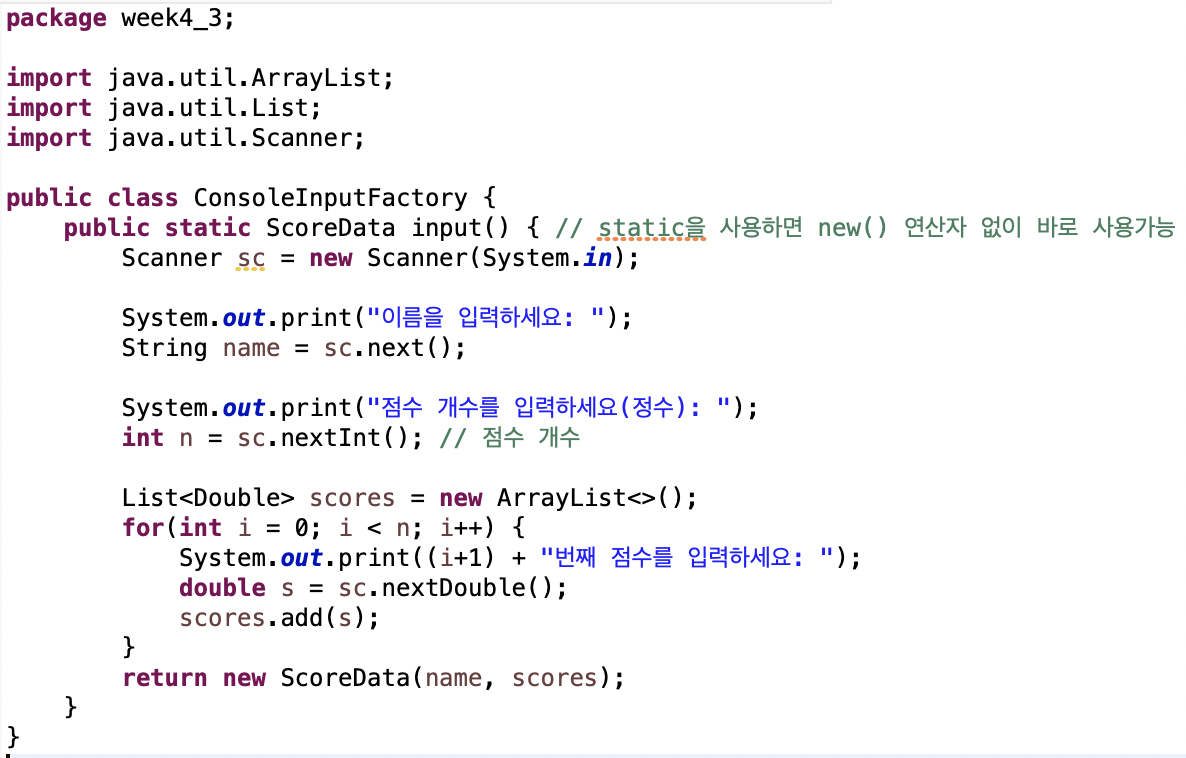 package week4_3;
import java.util.ArrayList;
import java.util.List;
import java.util.Scanner;
public class ConsoleInputFactory {
public static ScoreData input() { // static을 사용하면 new() 연산자 없이 바로 사용가능
Scanner sc = new Scanner(System.in);
System.out.print("이름을 입력하세요: ");
String name = sc.next();
System.out.print("점수 개수를 입력하세요(정수): ");
int n = sc.nextInt(); // 점수 개수
List<Double> scores = new ArrayList<>();
for(int i = 0; i < n; i++) {
System.out.print((i+1) + "번째 점수를 입력하세요: ");
double s = sc.nextDouble();
scores.add(s);
}
return new ScoreData(name, scores);
}
}